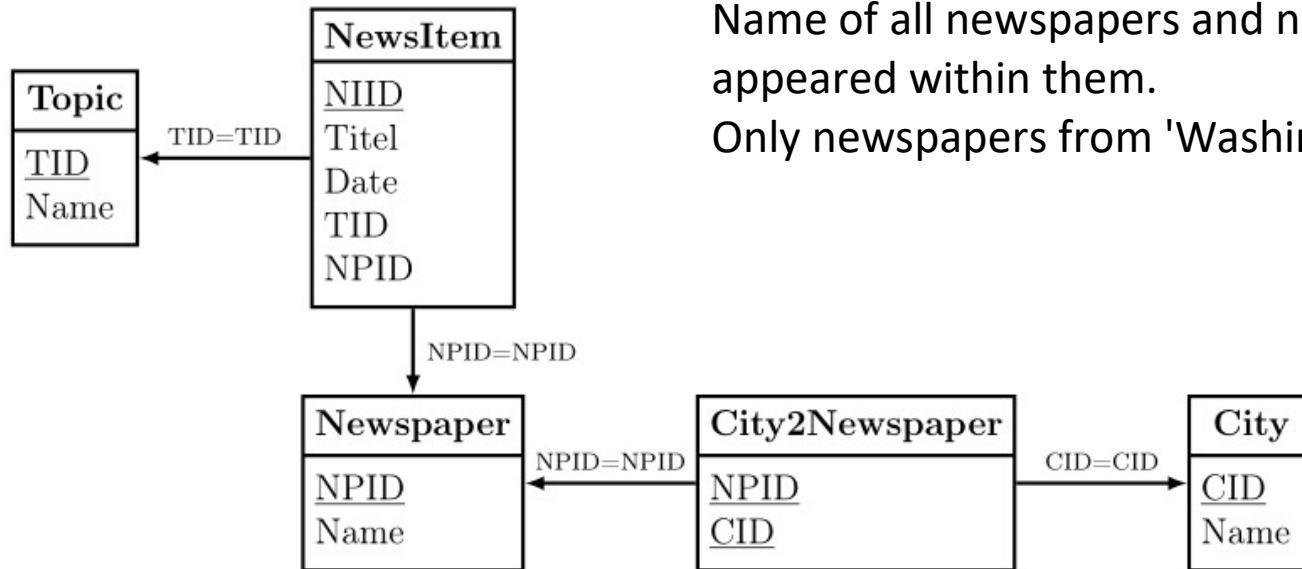 Name of all newspapers and
appeared within them.
Only newspapers from
NewsItem
NIID
Titel
Date
TID
NPID
Topic
TID
Name
TID=TID
NPID=NPID
Newspaper
NPID
Name
NPID=NPID
City2Newspaper
NPID
CID
CID=CID
City
CID
Name